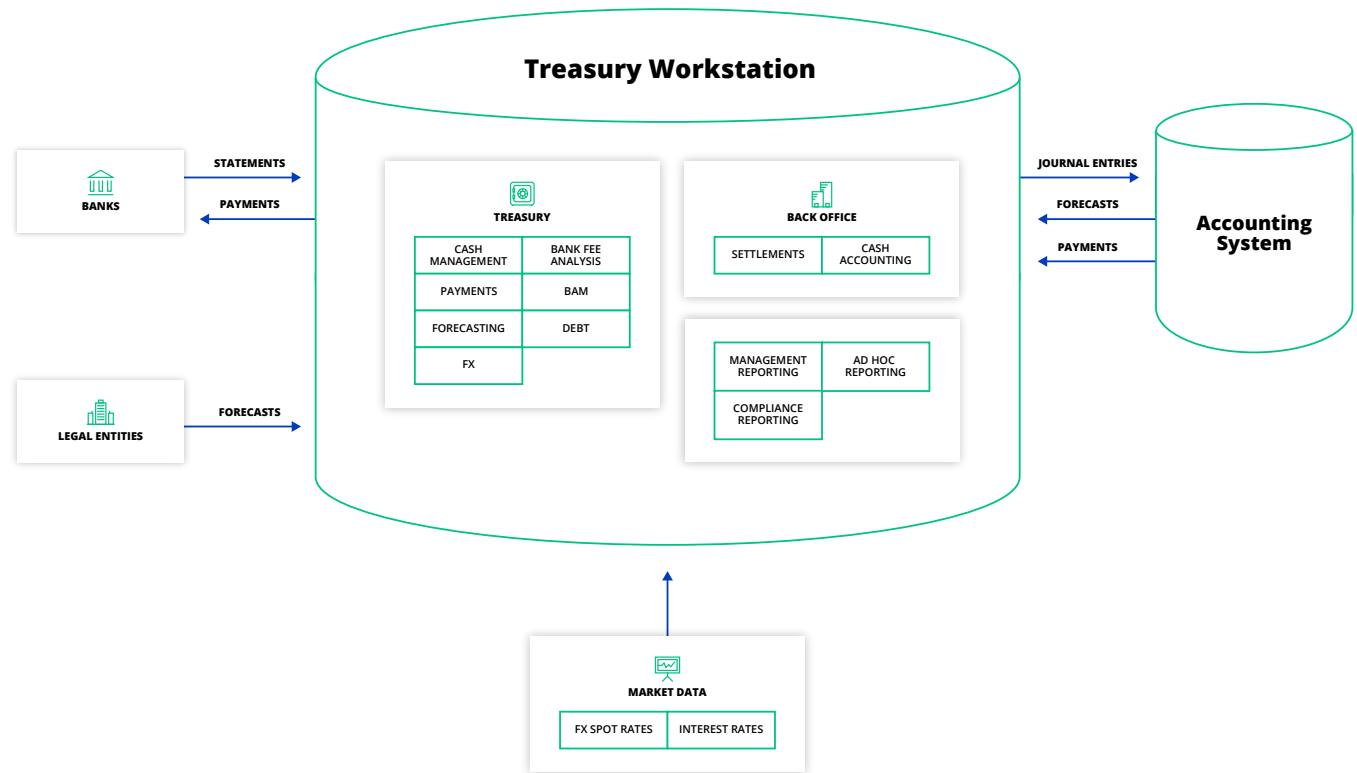 Treasury Workstation
STATEMENTS
PAYMENTS
BANKS
FORECASTS
LEGAL ENTITIES
TREASURY
CASH
MANAGEMENT
BANK FEE
ANALYSIS
PAYMENTS
BAM
FORECASTING
DEBT
FX
BACK OFFICE
SETTLEMENTS
CASH
ACCOUNTING
MANAGEMENT
REPORTING
AD HOC
REPORTING
COMPLIANCE
REPORTING
JOURNAL ENTRIES
FORECASTS
PAYMENTS
Accounting
System
MARKET DATA
FX SPOT RATES
INTEREST RATES